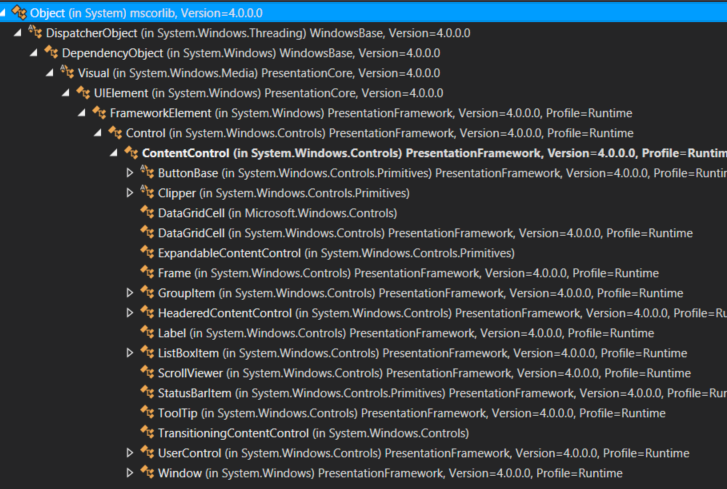 Object (in System) mscorlib, Version=4.0.0.0
DispatcherObject (in System.Windows.Threading) WindowsBase, Version=4.0.0.0
DependencyObject (in System.Windows) WindowsBase, Version=4.0.0.0
Visual (in System.Windows.Media) PresentationCore, Version=4.0.0.0
UIElement (in System.Windows) PresentationCore, Version=4.0.0.0
FrameworkElement (in System.Windows) PresentationFramework, Version=4.0.0.0, Profile=Runtime
Control (in System.Windows.Controls) PresentationFramework, Version=4.0.0.0, Profile=Runtime
ContentControl (in System.Windows.Controls) PresentationFramework, Version=4.0.0.0, Profile=Runtim
ButtonBase (in System.Windows.Controls.Primitives) PresentationFramework, Version=4.0.0.0, Profile=Runtir
Clipper (in System.Windows.Controls.Primitives)
DataGridCell (in Microsoft.Windows.Controls)
DataGridCell (in System.Windows.Controls) PresentationFramework, Version=4.0.0.0, Profile=Runtime
ExpandableContentControl (in System.Windows.Controls.Primitives)
Frame (in System.Windows.Controls) PresentationFramework, Version=4.0.0.0, Profile=Runtime
GroupItem (in System.Windows.Controls) PresentationFramework, Version=4.0.0.0, Profile=Runtime
HeaderedContentControl (in System.Windows.Controls) PresentationFramework, Version=4.0.0.0, Profile=Ru
Label (in System.Windows.Controls) PresentationFramework, Version=4.0.0.0, Profile=Runtime
ListBoxItem (in System.Windows.Controls) PresentationFramework, Version=4.0.0.0, Profile=Runtime
ScrollViewer (in System.Windows.Controls) PresentationFramework, Version=4.0.0.0, Profile=Runtime
StatusBarItem (in System.Windows.Controls.Primitives) PresentationFramework, Version=4.0.0.0, Profile=Runtime
ToolTip (in System.Windows.Controls) PresentationFramework, Version=4.0.0.0, Profile=Runtime
TransitioningContentControl (in System.Windows.Controls)
UserControl (in System.Windows.Controls) PresentationFramework, Version=4.0.0.0, Profile=Runtime
Window (in System.Windows) PresentationFramework, Version=4.0.0.0, Profile=Runtime